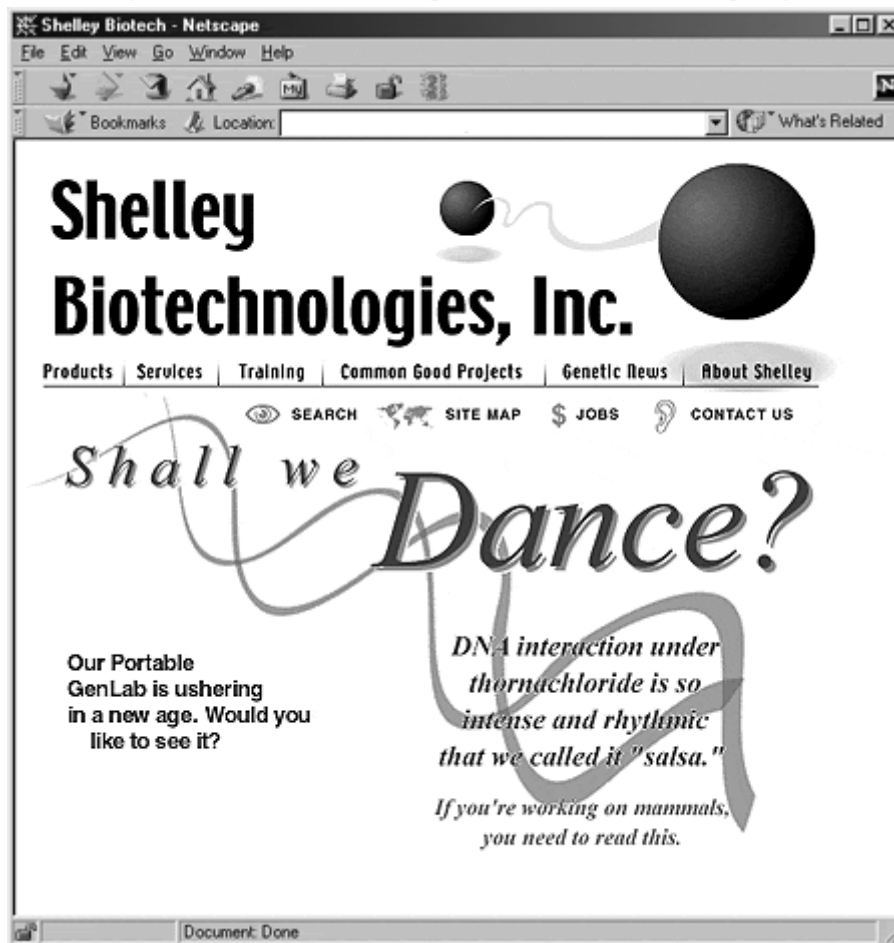 Shelley Biotech - Netscape
File Edit View Go Window Help
My
Bookmarks Location: What's Related
N
Shelley
Biotechnologies, Inc.
Products Services Training Common Good Projects Genetic News About Shelley
SEARCH SITE MAP $ JOBS CONTACT US
Shall we
Dance?
Our Portable
GenLab is ushering
in a new age. Would you
like to see it?
DNA interaction under
thornachloride is so
intense and rhythmic
that we called it "salsa."
If you're working on mammals,
you need to read this.
Document: Done